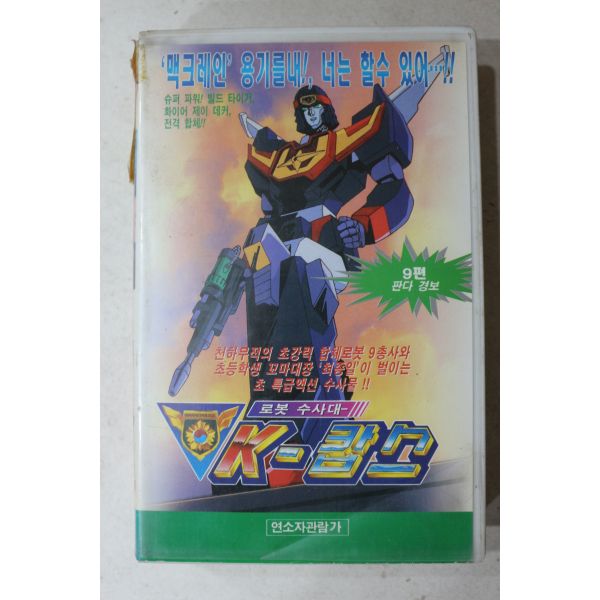 '맥크레인' 용기를내!, 너는 할수 있어…!!
슈퍼 파워! 빌드 타이거,
화이어 제이 데커,
전격 합체!!
9편
판다 경보
천하무적의 초강력 합체로봇 9총사와
초등학생 꼬마대장 '최종일'이 벌이는
초 특급액션 수사물 !!
로봇 수사대
K-캅스
연소자관람가